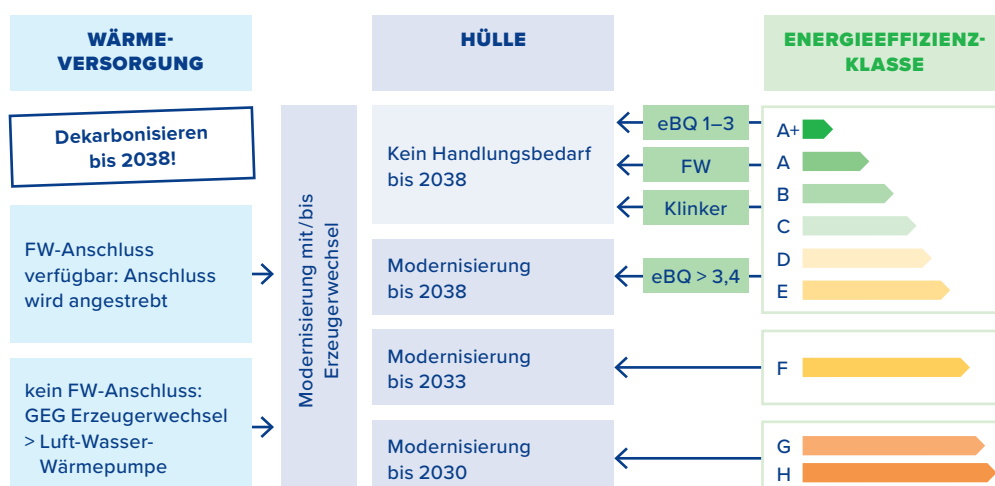 WÄRME-
VERSORGUNG
Dekarbonisieren
bis 2038!
FW-Anschluss
verfügbar: Anschluss
wird angestrebt
kein FW-Anschluss:
GEG Erzeugerwechsel
> Luft-Wasser-
Wärmepumpe
Modernisierung mit/bis
Erzeugerwechsel
HÜLLE
Kein Handlungsbedarf
bis 2038
Modernisierung
bis 2038
Modernisierung
bis 2033
Modernisierung
bis 2030
eBQ 1–3
FW
Klinker
eBQ > 3,4
ENERGIEEFFIZIENZ-
KLASSE
A+
A
B
C
D
E
F
G
H